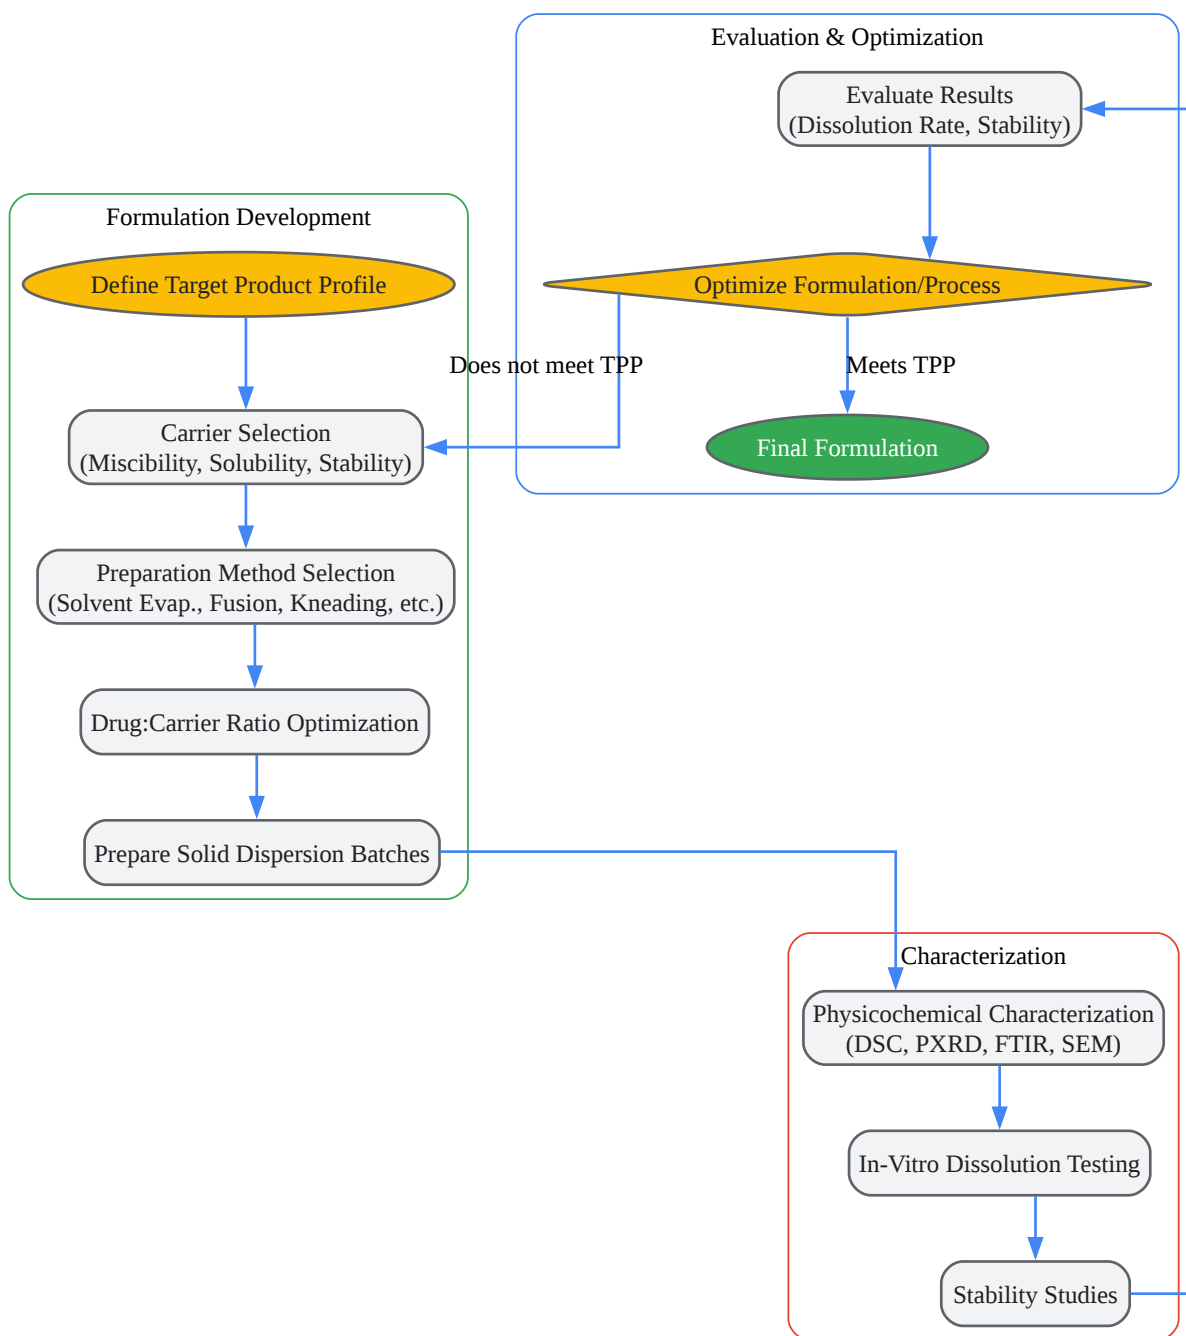 Evaluation & Optimization
Evaluate Results
(Dissolution Rate, Stability)
Formulation Development
Define Target Product Profile
Optimize Formulation/Process
Does not meet TPP
Meets TPP
Carrier Selection
(Miscibility, Solubility, Stability)
Final Formulation
Preparation Method Selection
(Solvent Evap., Fusion, Kneading, etc.)
Drug:Carrier Ratio Optimization
Prepare Solid Dispersion Batches
Characterization
Physicochemical Characterization
(DSC, PXRD, FTIR, SEM)
In-Vitro Dissolution Testing
Stability Studies